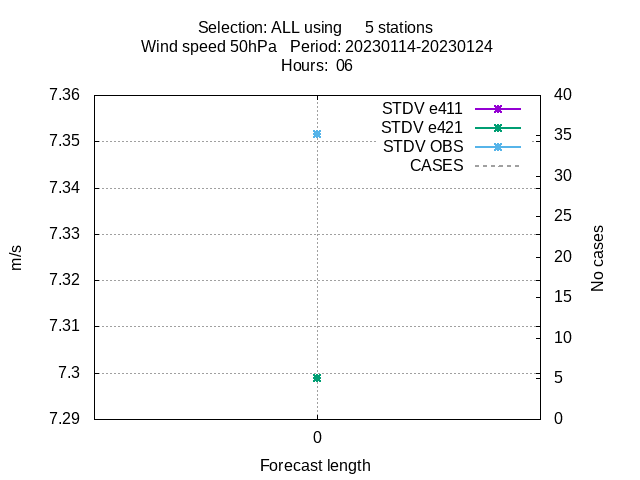 Selection: ALL using 5 stations
Wind speed 50hPa Period: 20230114-20230124
Hours: 06
7.36
7.35
7.34
7.33
7.32
7.31
7.3
7.29
40
35
30
25
20
15
10
5
0
STDV e411
STDV e421
STDV OBS
CASES
m/s
No cases
0
Forecast length